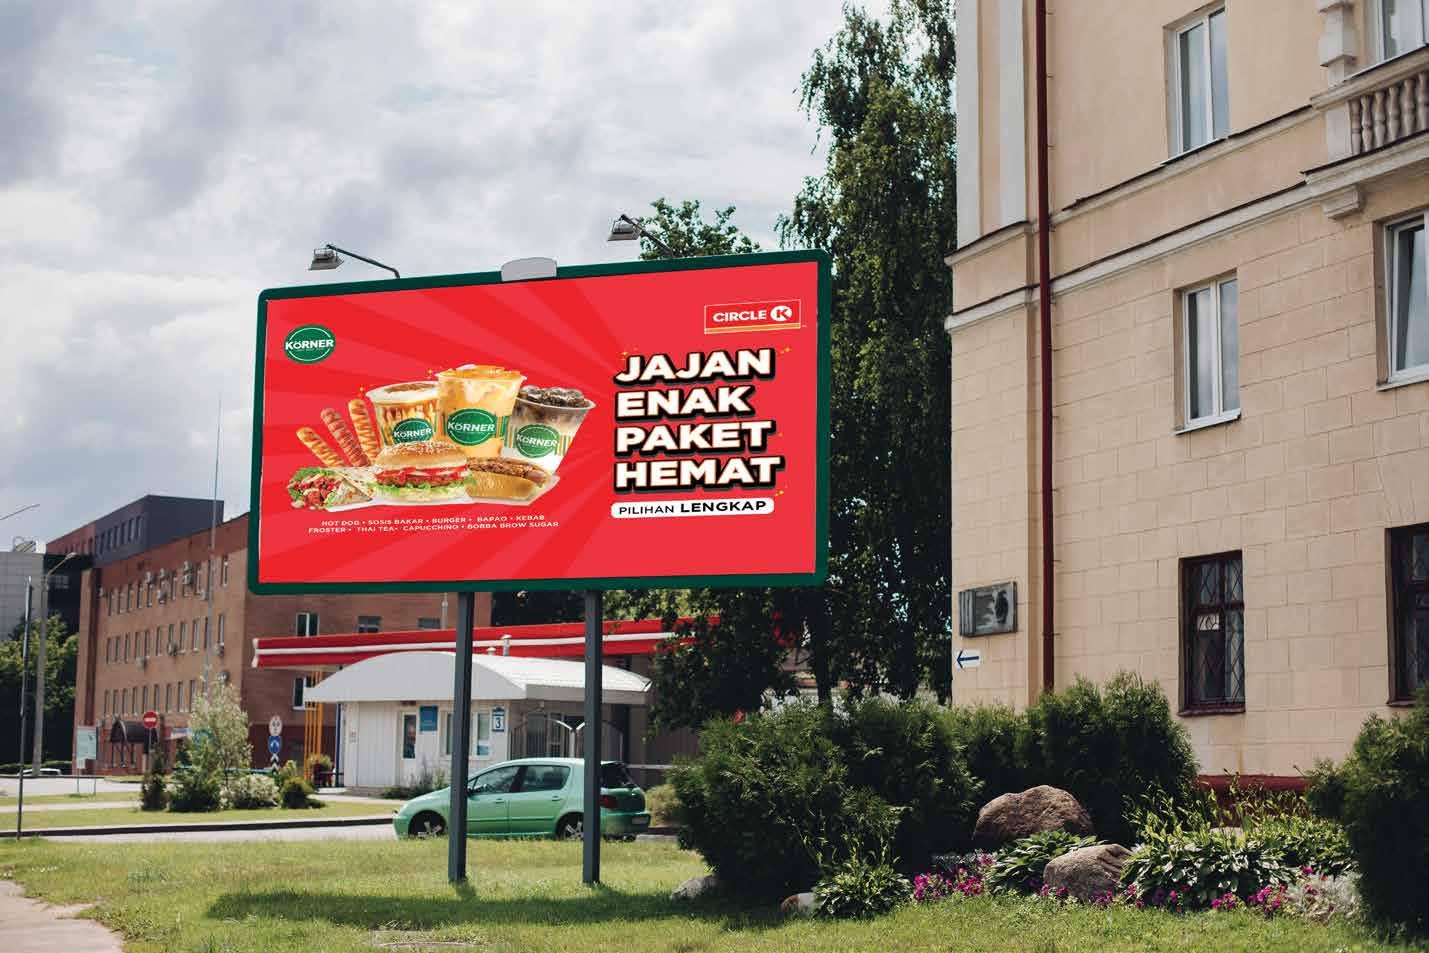 KöRNER
CIRCLE K
JAJAN
ENAK
PAKET
HEMAT
PILIHAN LENGKAP
KöRNER
KöRNER
KöRNER
HOT DOG • SOSIS BAKAR • BURGER • BAPAO • KEBAB
FROSTER • THAI TEA • CAPUCCHINO • BOBBA BROW SUGAR
3